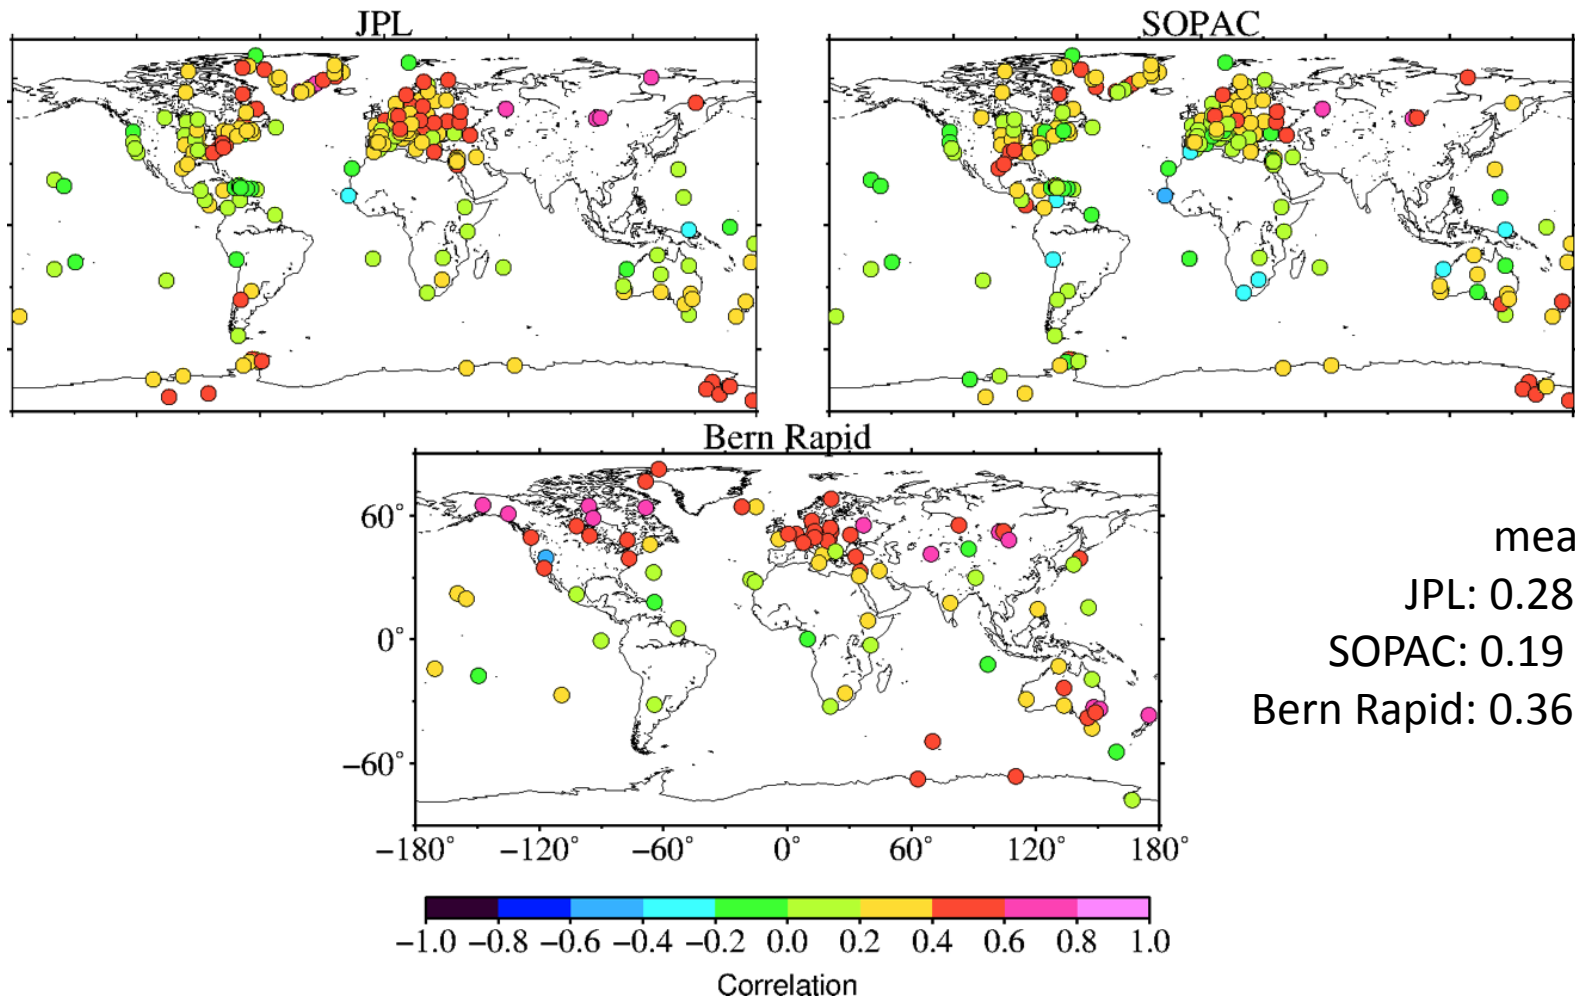 JPL
SOPAC
Bern Rapid
60°
0°
−60°
−180° −120° −60° 0° 60° 120° 180°
−1.0 −0.8 −0.6 −0.4 −0.2 0.0 0.2 0.4 0.6 0.8 1.0
Correlation
mea
JPL: 0.28
SOPAC: 0.19
Bern Rapid: 0.36